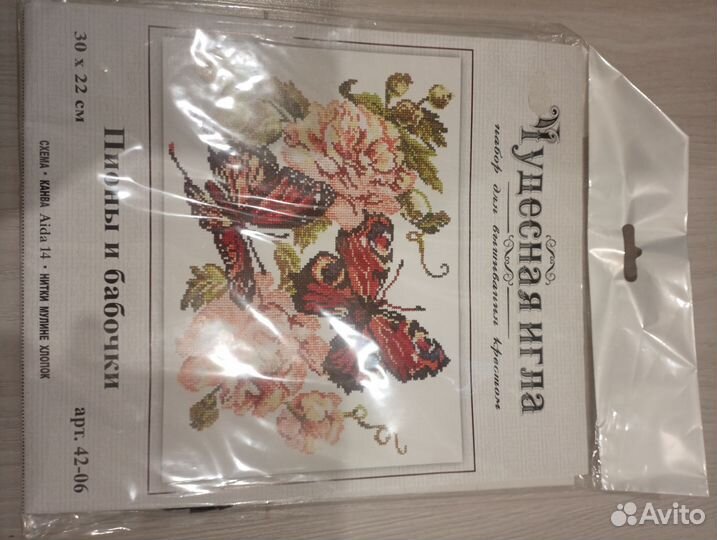 Чудесная игла
набор для вышивания крестом
30 x 22 см
Пионы и бабочки
арт. 42-06
СХЕМА • КАНВА Aida 14 • НИТКИ МУЛИНЕ ХЛОПОК
Avito